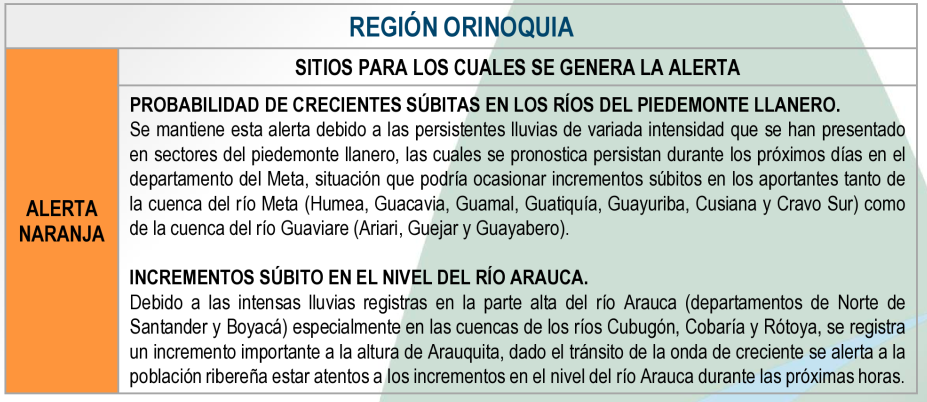 REGIÓN ORINOQUIA
SITIOS PARA LOS CUALES SE GENERA LA ALERTA
ALERTA
NARANJA
PROBABILIDAD DE CRECIENTES SÚBITAS EN LOS RÍOS DEL PIEDEMONTE LLANERO.
Se mantiene esta alerta debido a las persistentes lluvias de variada intensidad que se han presentado
en sectores del piedemonte llanero, las cuales se pronostica persistan durante los próximos días en el
departamento del Meta, situación que podría ocasionar incrementos súbitos en los aportantes tanto de
la cuenca del río Meta (Humea, Guacavia, Guamal, Guatiquía, Guayuriba, Cusiana y Cravo Sur) como
de la cuenca del río Guaviare (Ariari, Guejar y Guayabero).
INCREMENTOS SÚBITO EN EL NIVEL DEL RÍO ARAUCA.
Debido a las intensas lluvias registras en la parte alta del río Arauca (departamentos de Norte de
Santander y Boyacá) especialmente en las cuencas de los ríos Cubugón, Cobaría y Rótoya, se registra
un incremento importante a la altura de Arauquita, dado el tránsito de la onda de creciente se alerta a la
población ribereña estar atentos a los incrementos en el nivel del río Arauca durante las próximas horas.